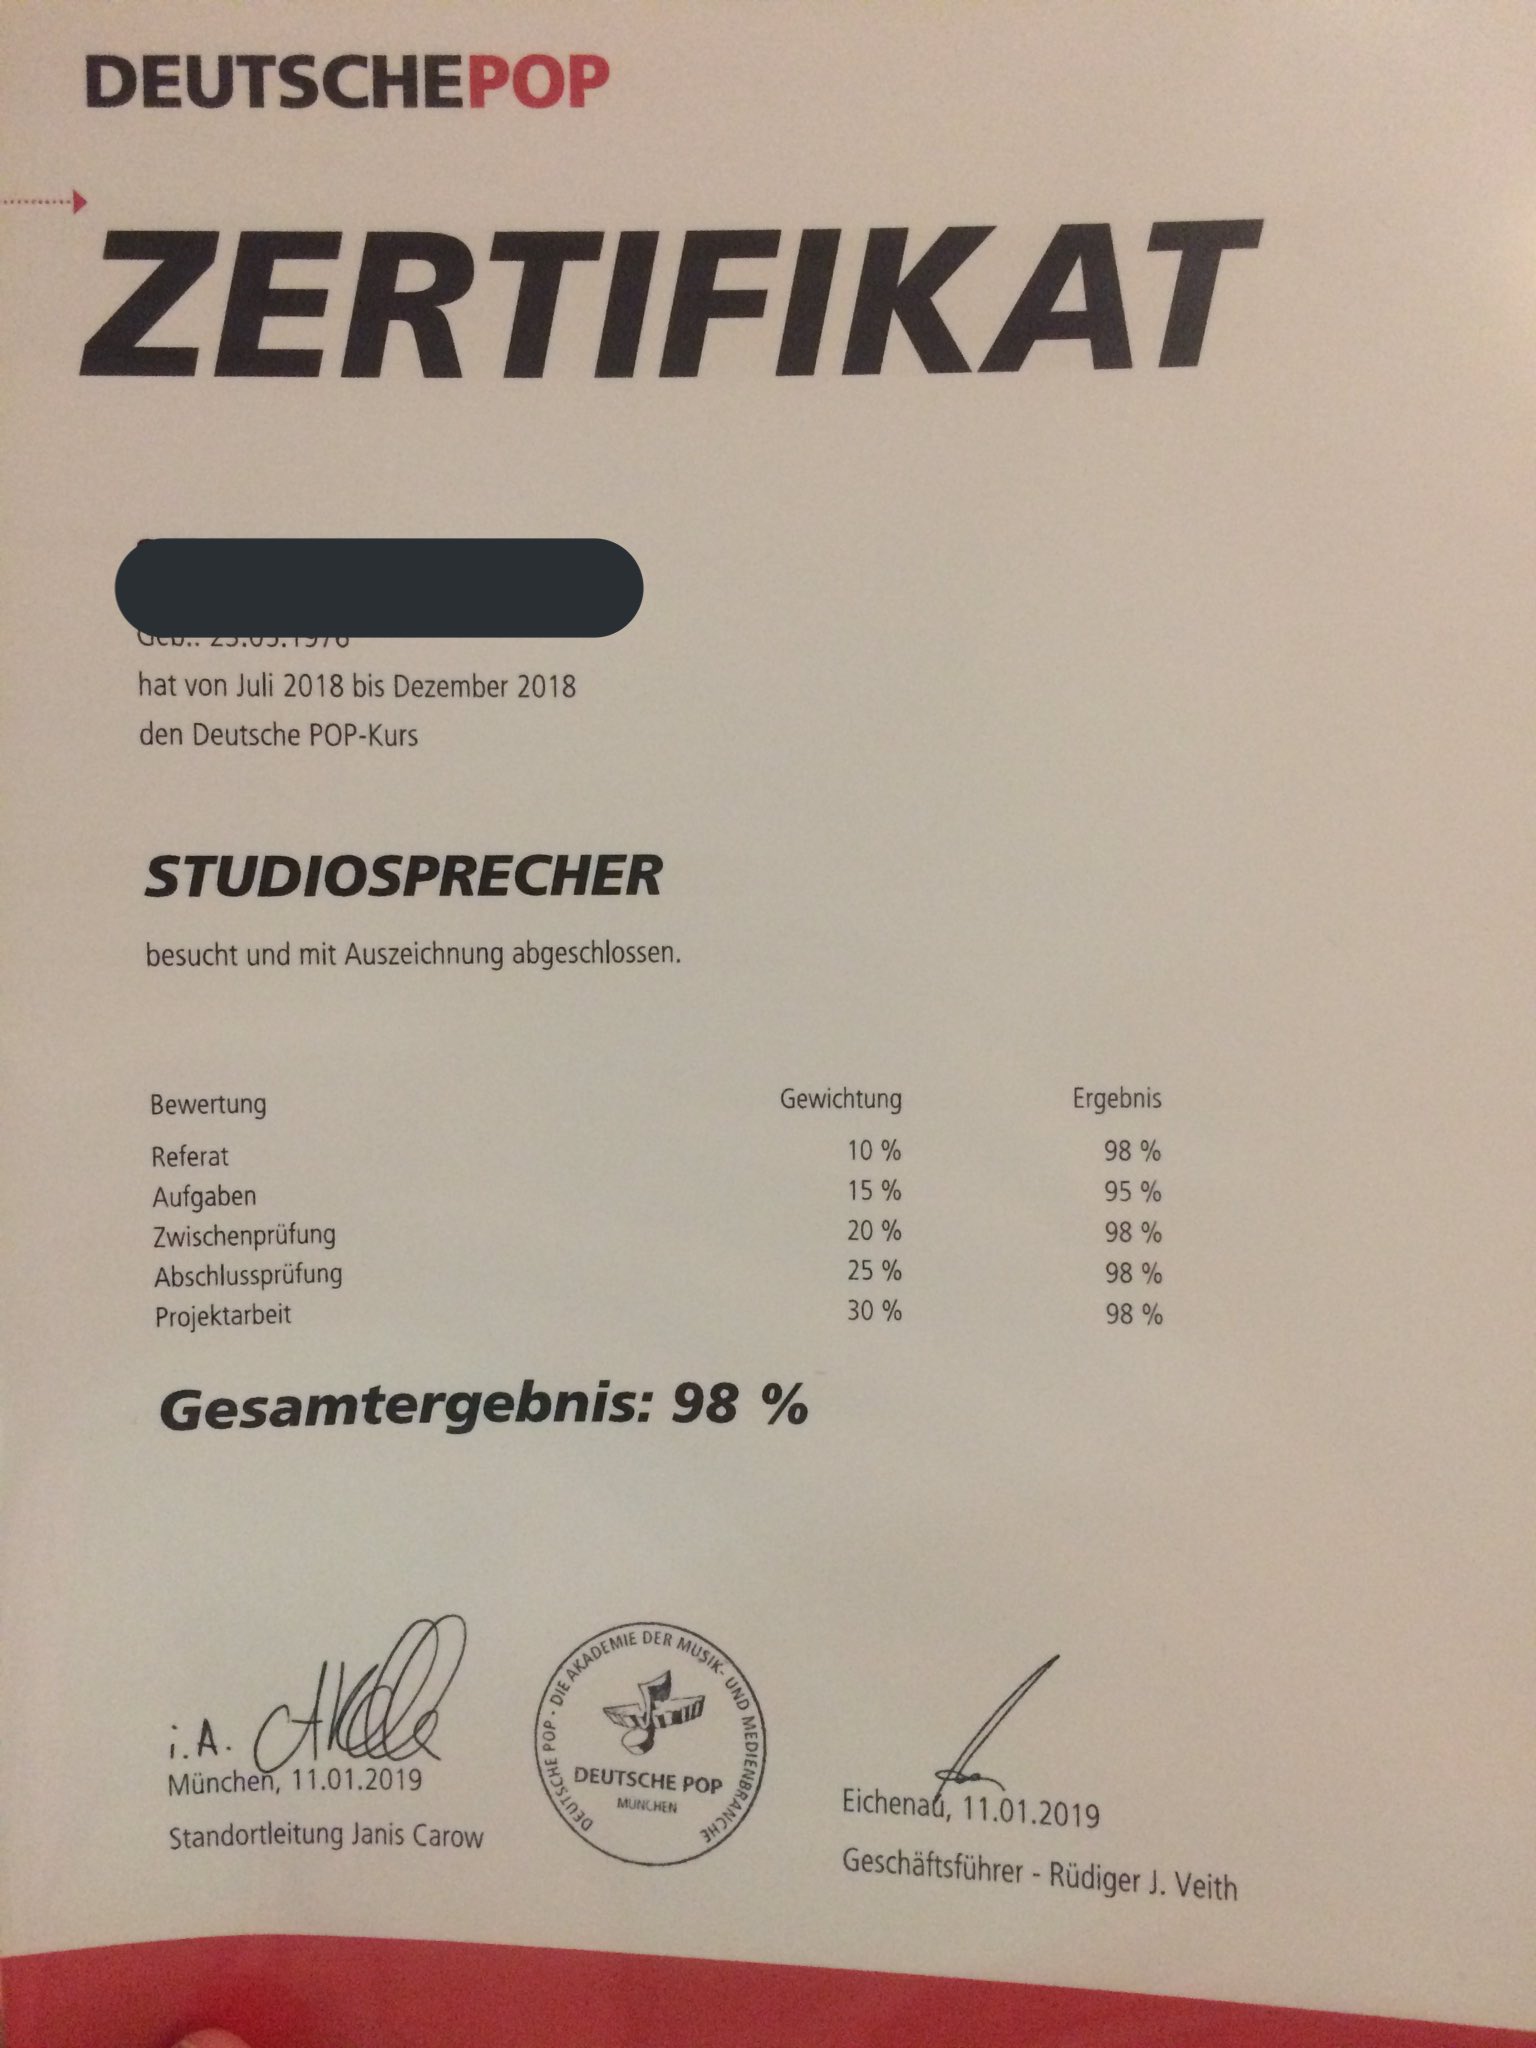 DEUTSCHEPOP
ZERTIFIKAT
hat von Juli 2018 bis Dezember 2018
den Deutsche POP-Kurs
STUDIOSPRECHER
besucht und mit Auszeichnung abgeschlossen.
Bewertung Gewichtung Ergebnis
Referat 10 % 98 %
Aufgaben 15 % 95 %
Zwischenprüfung 20 % 98 %
Abschlussprüfung 25 % 98 %
Projektarbeit 30 % 98 %
Gesamtergebnis: 98 %
i.A.
München, 11.01.2019
Standortleitung Janis Carow
DEUTSCHE POP - DIE AKADEMIE DER MUSIK- UND MEDIENBRANCHE
DEUTSCHE POP
MÜNCHEN
Eichenau, 11.01.2019
Geschäftsführer - Rüdiger J. Veith